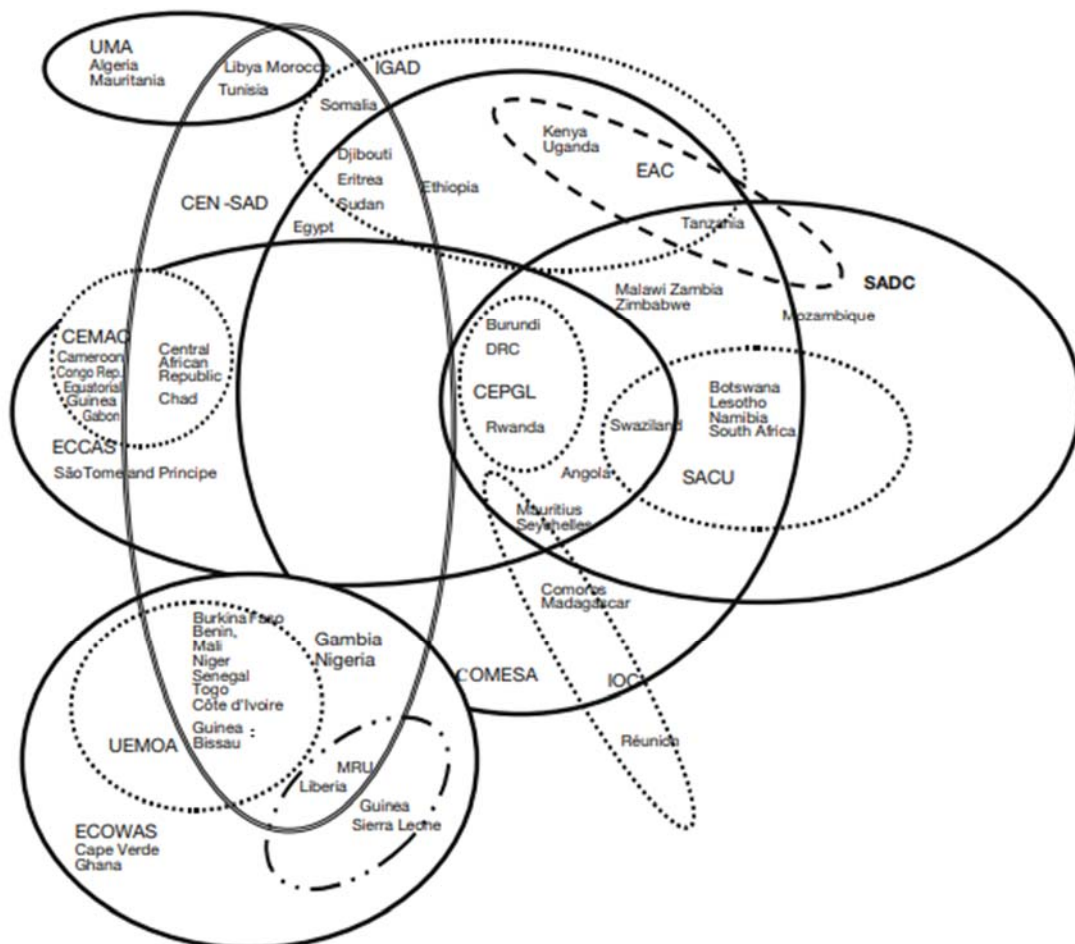 UMA
Algeria
Mauritania
Libya Morocco
Tunisia
IGAD
Somalia
Djibouti
Eritrea
Sudan
Ethiopia
Egypt
CEN -SAD
Kenya
Uganda
EAC
Tanzania
SADC
Malawi Zambia
Zimbabwe
Mozambique
CEMAC
Cameroon
Congo Rep.
Equatorial
Guinea
Gabon
Central
African
Republic
Chad
ECCAS
São Tome and Principe
Burundi
DRC
CEPGL
Rwanda
Angola
Swaziland
Botswana
Lesotho
Namibia
South Africa
SACU
Mauritius
Seychelles
Comoros
Madagascar
COMESA
IOC
Réunion
Burkina Faso
Benin,
Mali
Niger
Senegal
Togo
Côte d'Ivoire
Guinea :
Bissau
Gambia
Nigeria
UEMOA
MRU
Liberia
Guinea
Sierra Leone
ECOWAS
Cape Verde
Ghana